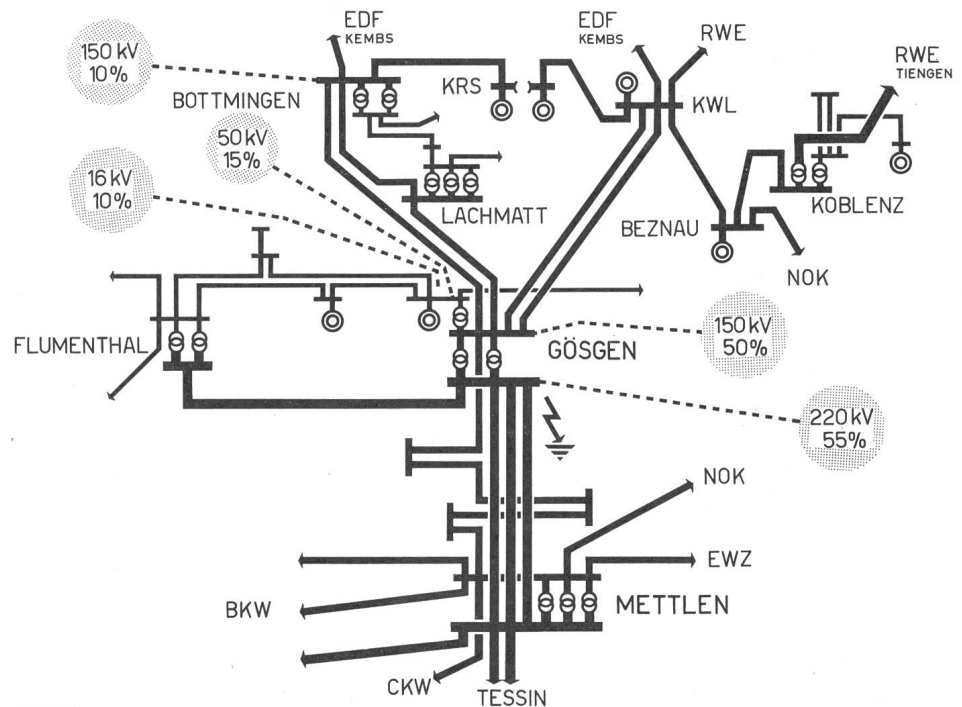 EDF
KEMBS
EDF
KEMBS
RWE
RWE
TIENGEN
150 kV
10%
BOTTMINGEN
KRS
KWL
50 kV
15%
16 kV
10%
LACHMATT
KOBLENZ
BEZNAU
NOK
FLUMENTHAL
GÖSGEN
150 kV
50%
220 kV
55%
NOK
EWZ
BKW
METTLEN
CKW
TESSIN